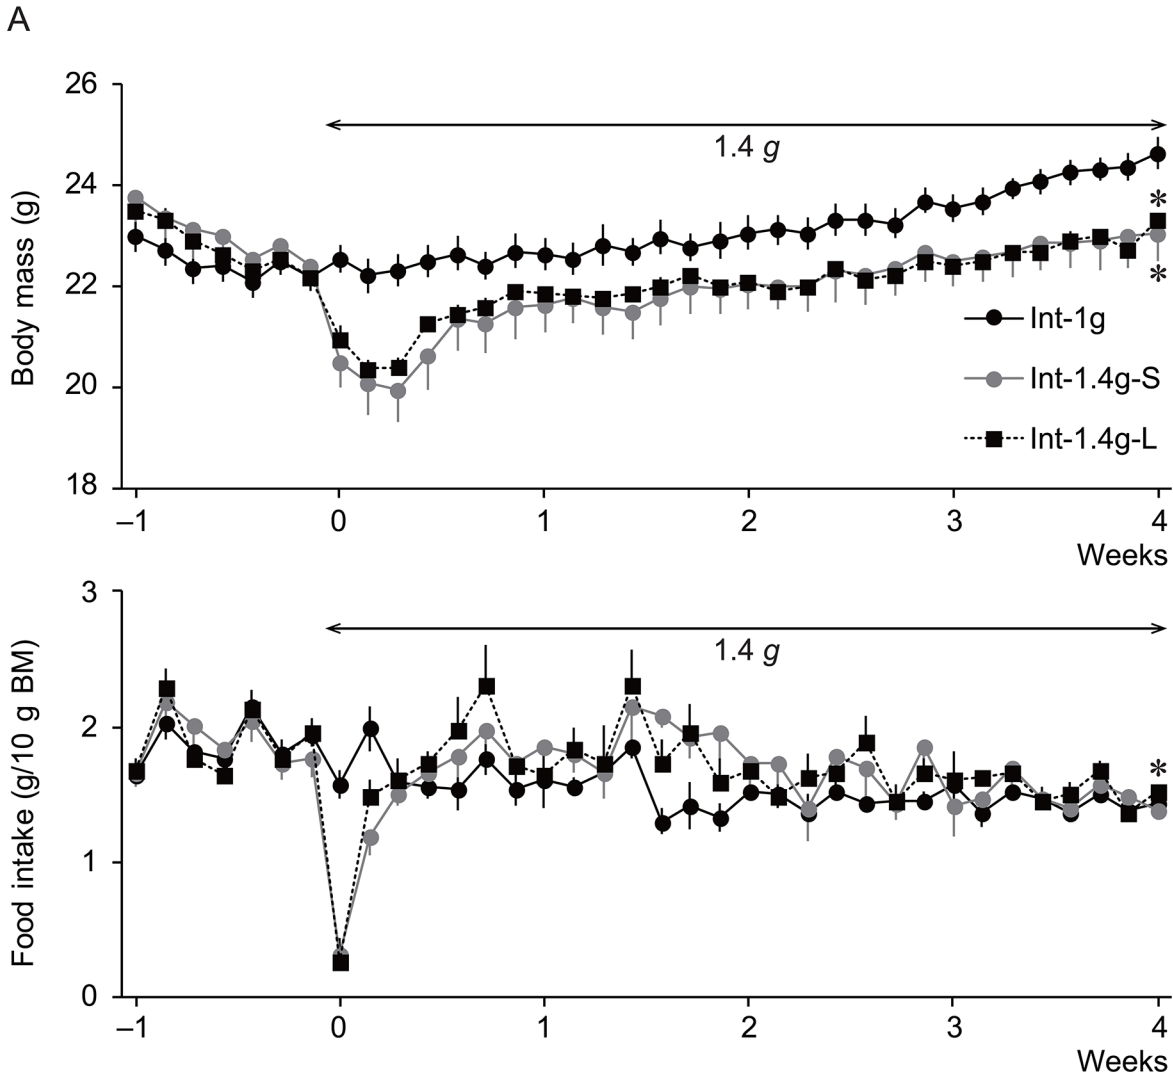 A
26
24
22
20
18
Body mass (g)
1.4 g
*
*
Int-1g
Int-1.4g-S
Int-1.4g-L
–1 0 1 2 3 4
Weeks
3
2
1
0
Food intake (g/10 g BM)
1.4 g
*
–1 0 1 2 3 4
Weeks